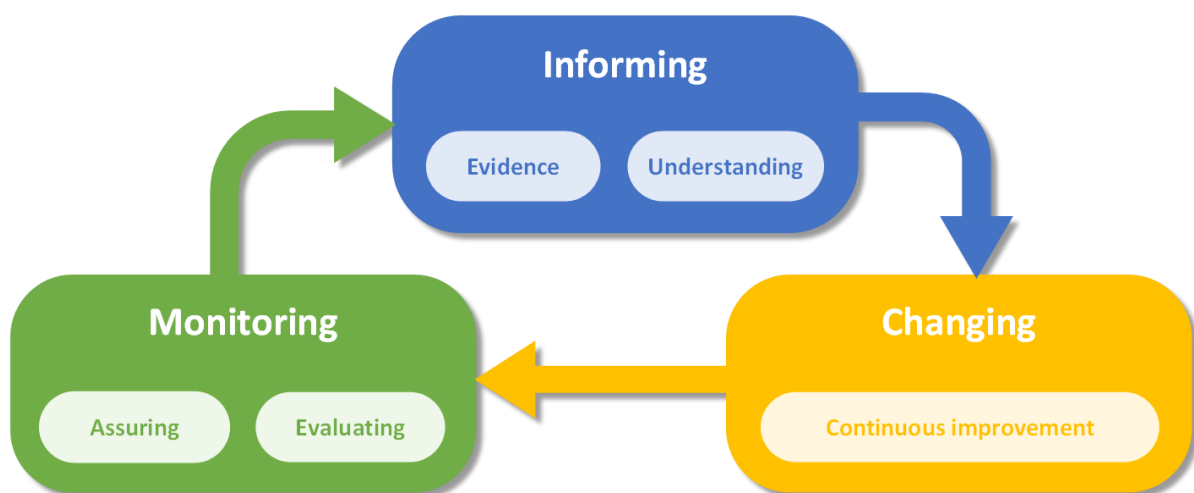 Informing
Evidence
Understanding
Monitoring
Assuring
Evaluating
Changing
Continuous improvement